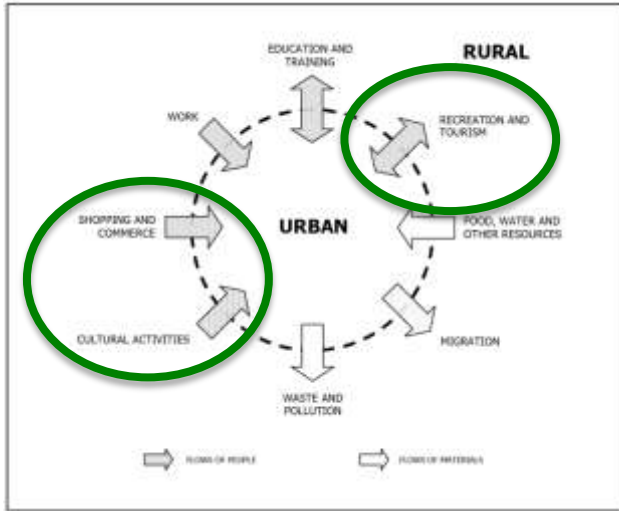 EDUCATION AND
TRAINING
RURAL
WORK
RECREATION AND
TOURISM
SHOPPING AND
COMMERCE
URBAN
FOOD, WATER AND
OTHER RESOURCES
CULTURAL ACTIVITIES
MIGRATION
WASTE AND
POLLUTION
FLOWS OF PEOPLE
FLOWS OF MATERIALS